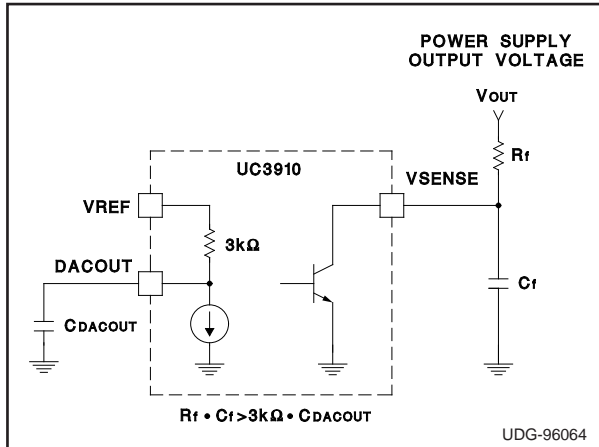 POWER SUPPLY
OUTPUT VOLTAGE
VOUT
Rf
UC3910
VSENSE
VREF
3kΩ
DACOUT
Cf
CDACOUT
Rf • Cf>3kΩ • CDACOUT
UDG-96064